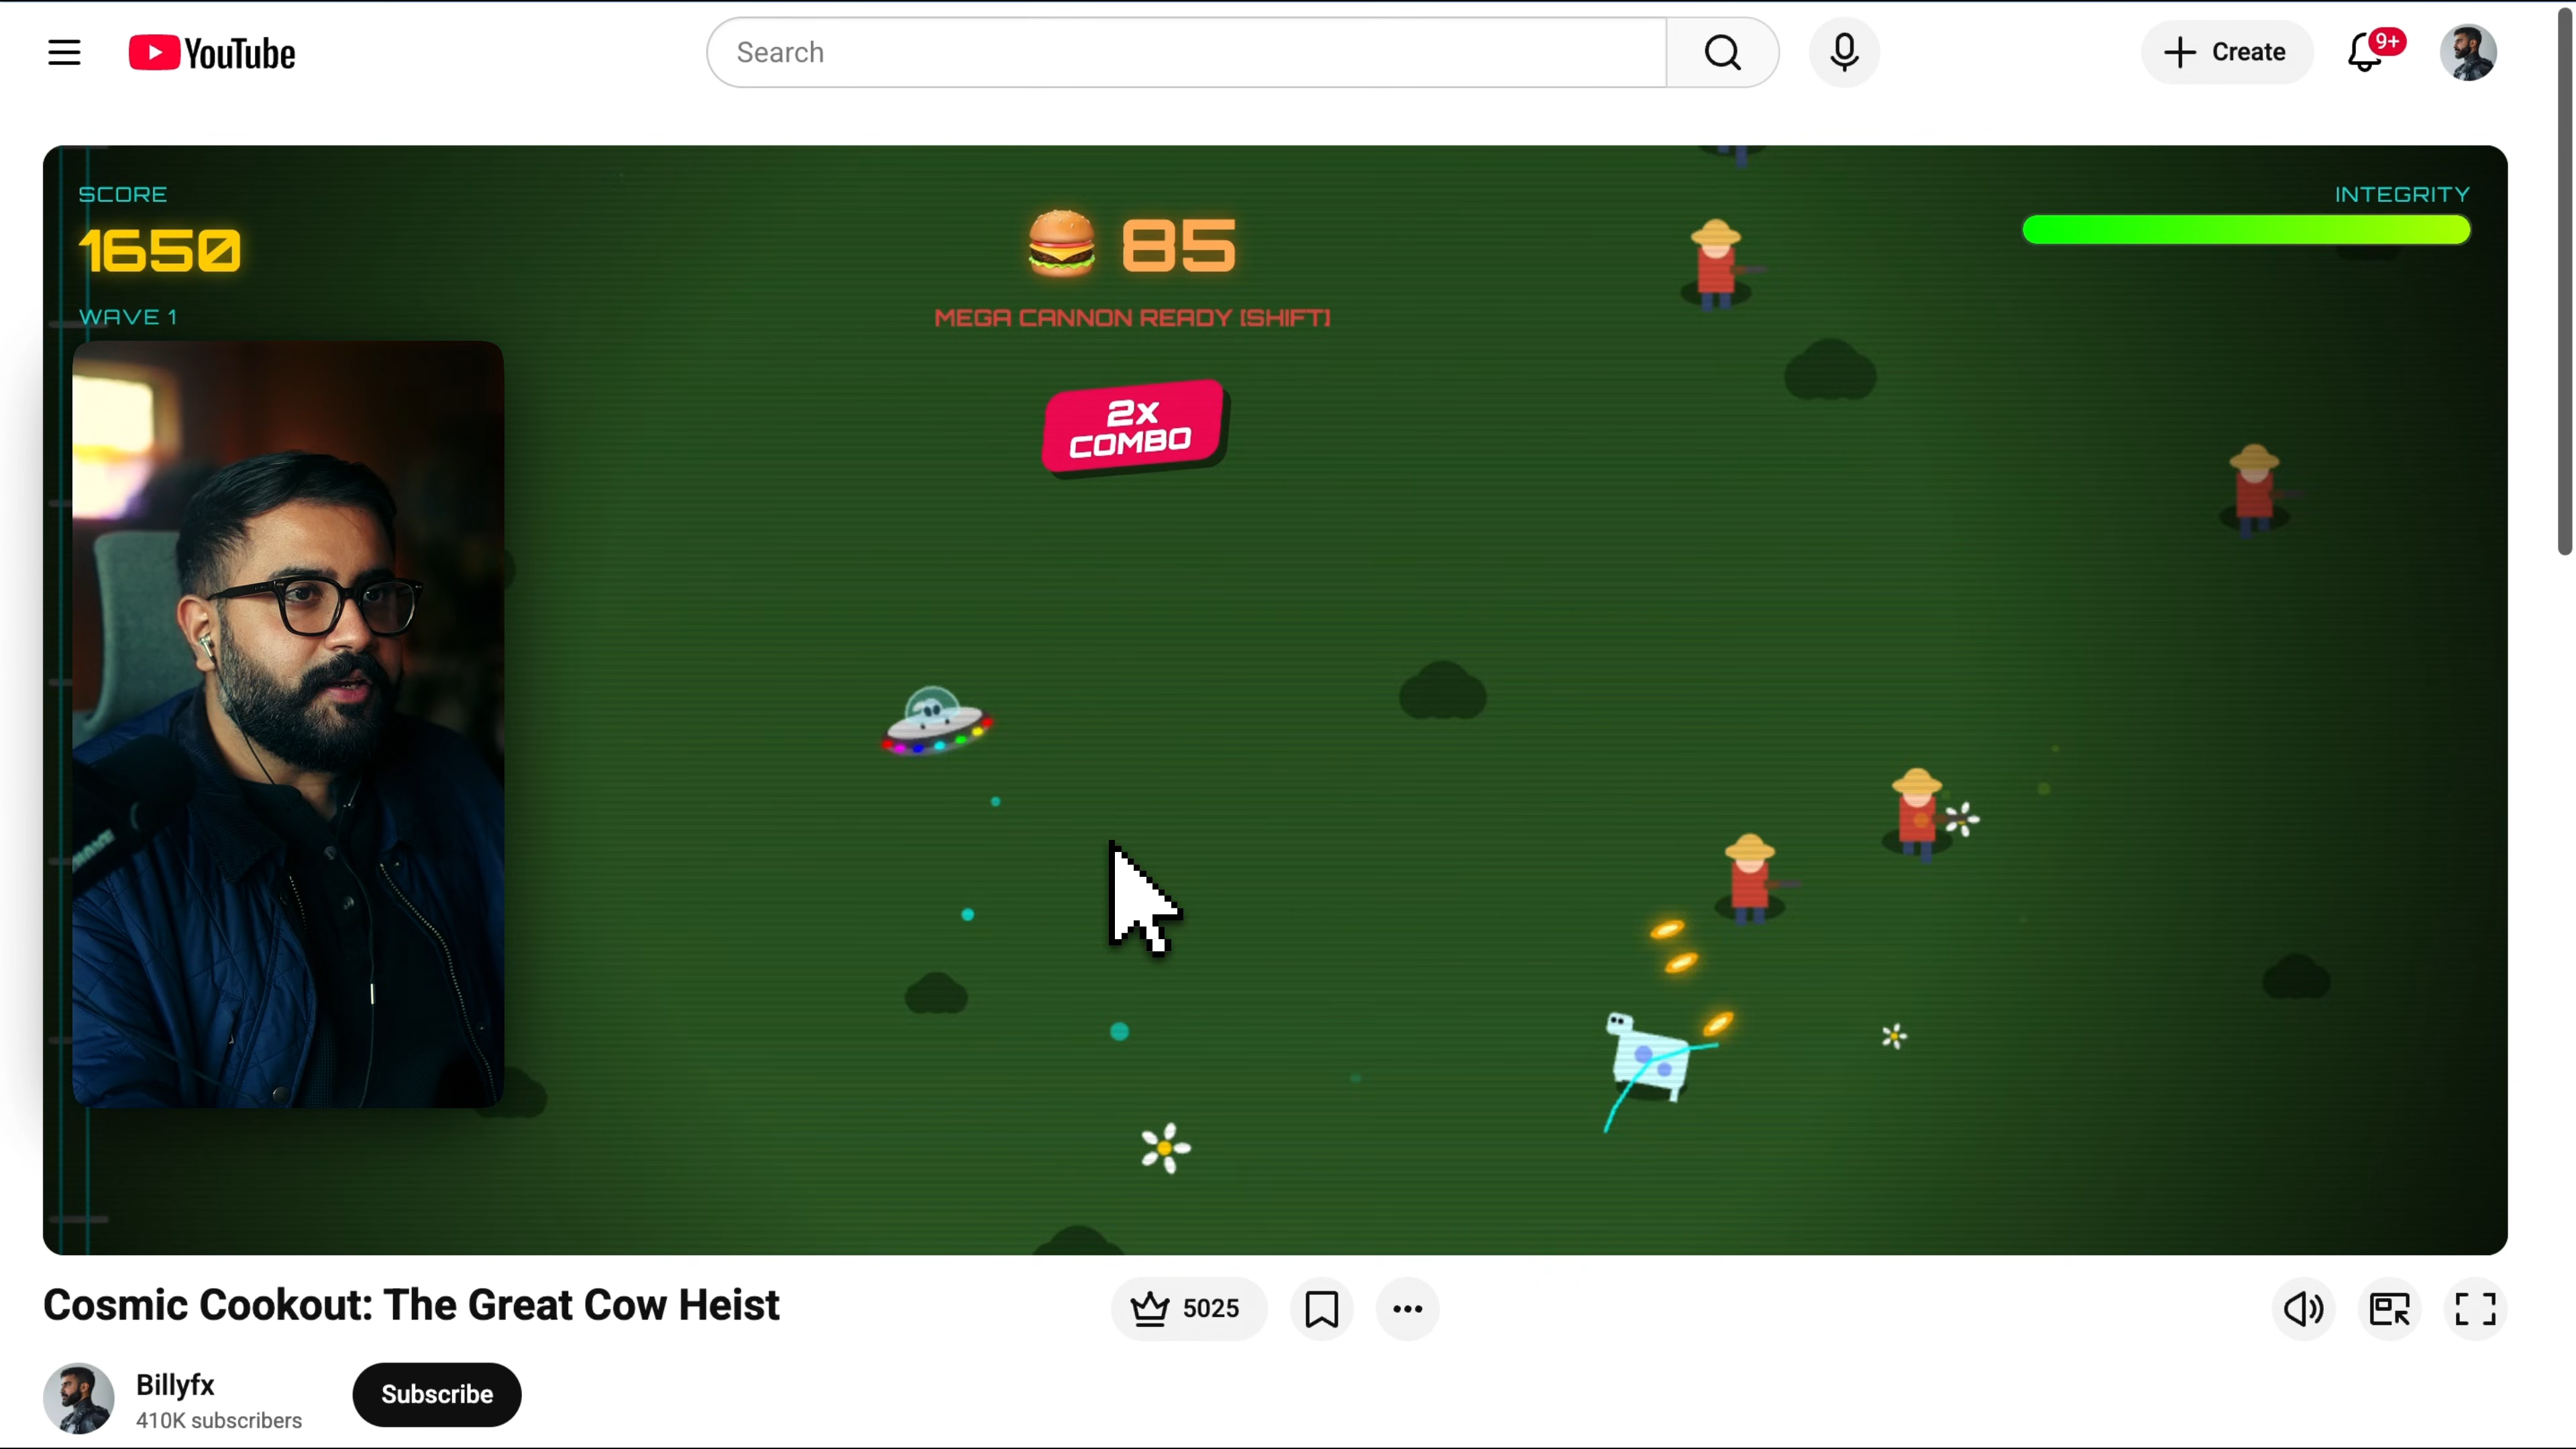 YouTube
Search
Create
9+
SCORE
1650
WAVE 1
85
MEGA CANNON READY [SHIFT]
2x
COMBO
INTEGRITY
Cosmic Cookout: The Great Cow Heist
5025
Billyfx
410K subscribers
Subscribe